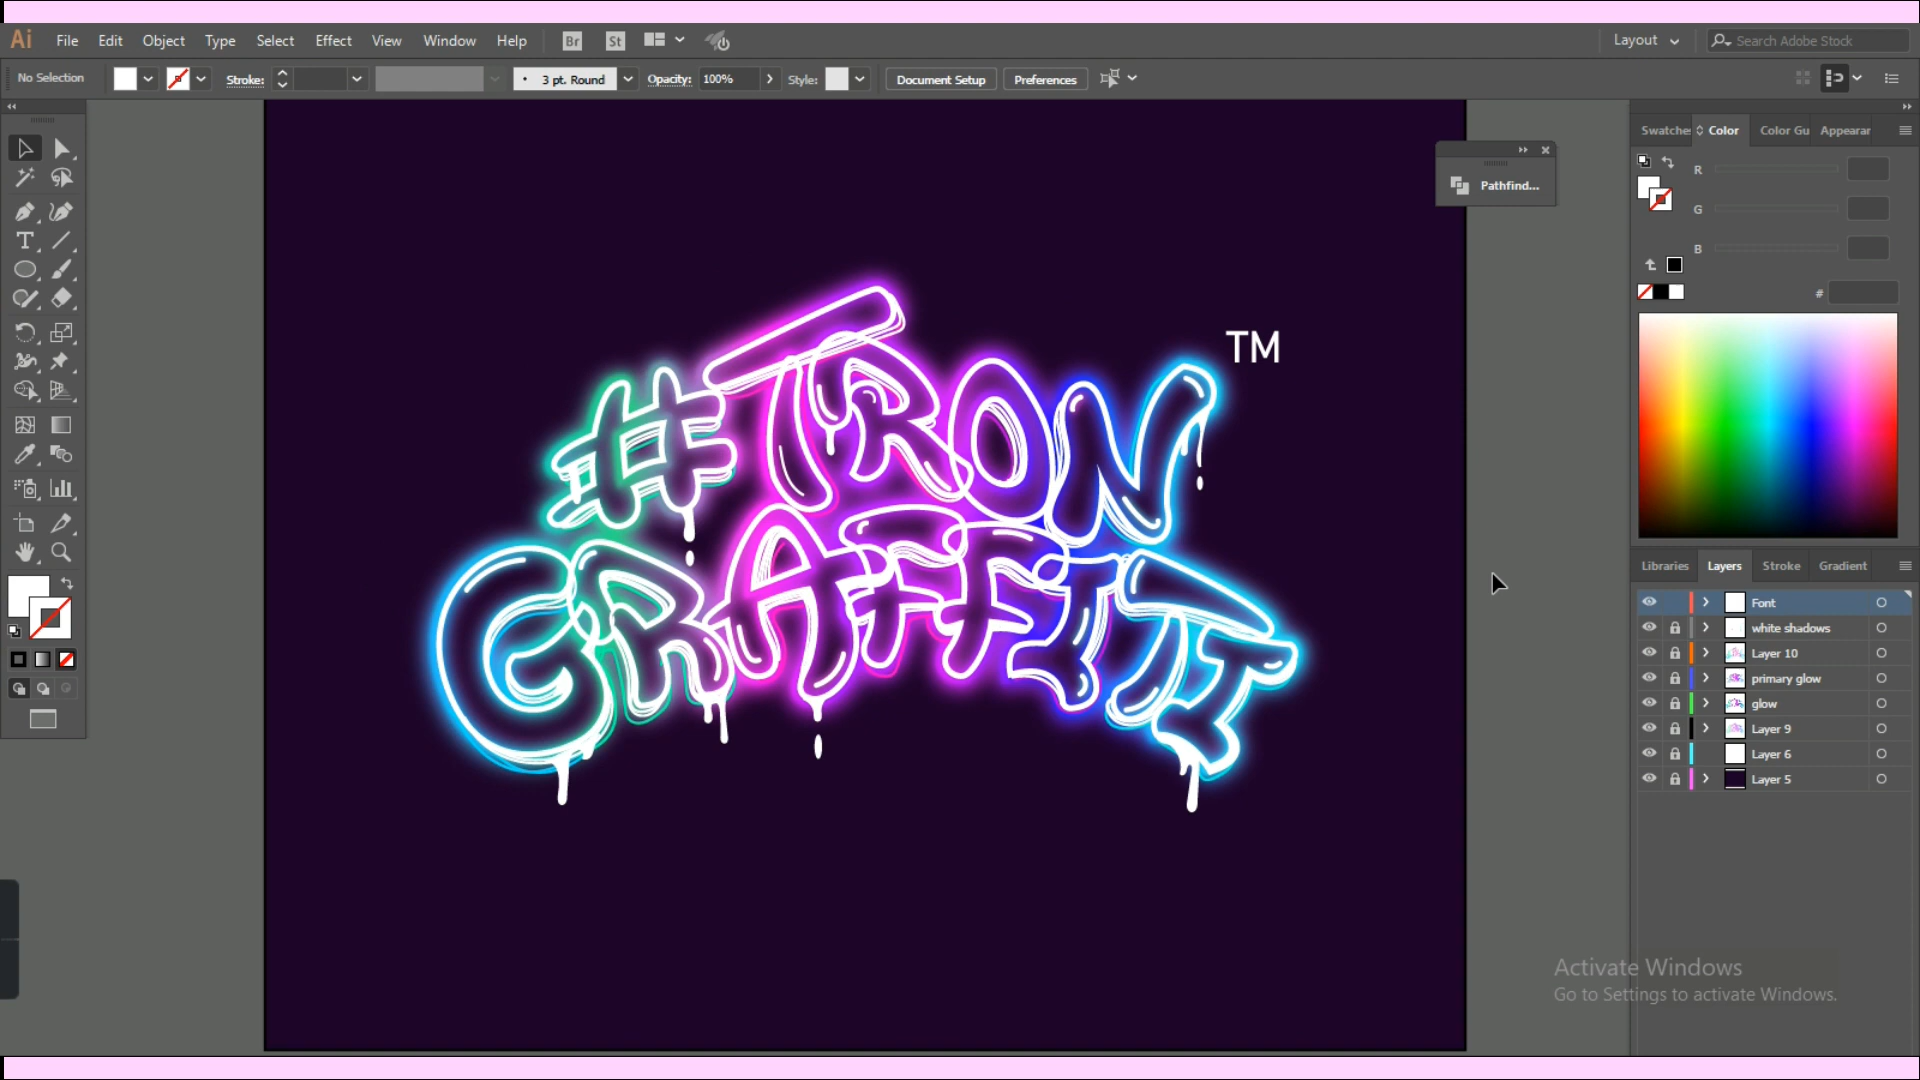 Ai File Edit Object Type Select Effect View Window Help Br St Layout Search Adobe Stock
No Selection Stroke: 3 pt. Round Opacity: 100% Style: Document Setup Preferences
Swatche Color Color Gu Appearar
Pathfind...
R
G
B
#
TM
#TRON
GRAFFITI
Libraries Layers Stroke Gradient
Font
white shadows
Layer 10
primary glow
glow
Layer 9
Layer 6
Layer 5
Activate Windows
Go to Settings to activate Windows.